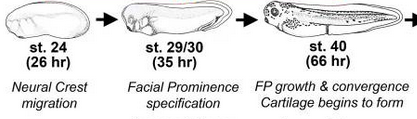 st. 24 st. 29/30 st. 40
(26 hr) (35 hr) (66 hr)
Neural Crest Facial Prominence FP growth & convergence
migration specification Cartilage begins to form